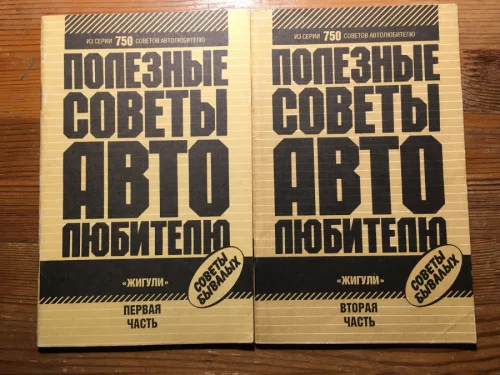 ИЗ СЕРИИ 750 СОВЕТОВ АВТОЛЮБИТЕЛЮ
ПОЛЕЗНЫЕ
СОВЕТЫ
АВТО
ЛЮБИТЕЛЮ
«ЖИГУЛИ»
СОВЕТЫ
БЫВАЛЫХ
ПЕРВАЯ
ЧАСТЬ
ИЗ СЕРИИ 750 СОВЕТОВ АВТОЛЮБИТЕЛЮ
ПОЛЕЗНЫЕ
СОВЕТЫ
АВТО
ЛЮБИТЕЛЮ
«ЖИГУЛИ»
СОВЕТЫ
БЫВАЛЫХ
ВТОРАЯ
ЧАСТЬ